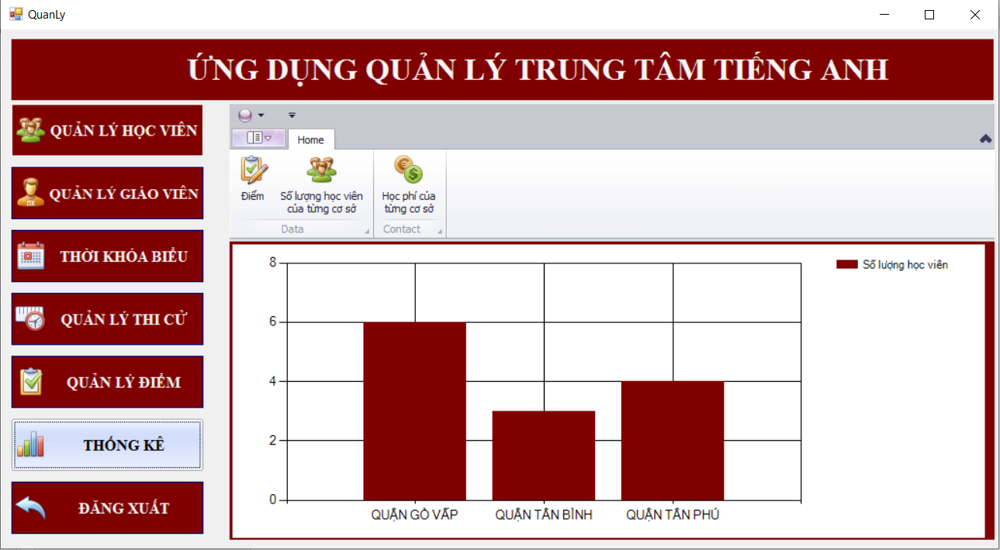 QuanLy
ỨNG DỤNG QUẢN LÝ TRUNG TÂM TIẾNG ANH
QUẢN LÝ HỌC VIÊN
QUẢN LÝ GIÁO VIÊN
THỜI KHÓA BIỂU
QUẢN LÝ THI CỬ
QUẢN LÝ ĐIỂM
THỐNG KÊ
ĐĂNG XUẤT
Home
Điểm
Số lượng học viên
của từng cơ sở
Học phí của
từng cơ sở
Data
Contact
Số lượng học viên
8
6
4
2
0
QUẬN GÒ VẤP
QUẬN TÂN BÌNH
QUẬN TÂN PHÚ